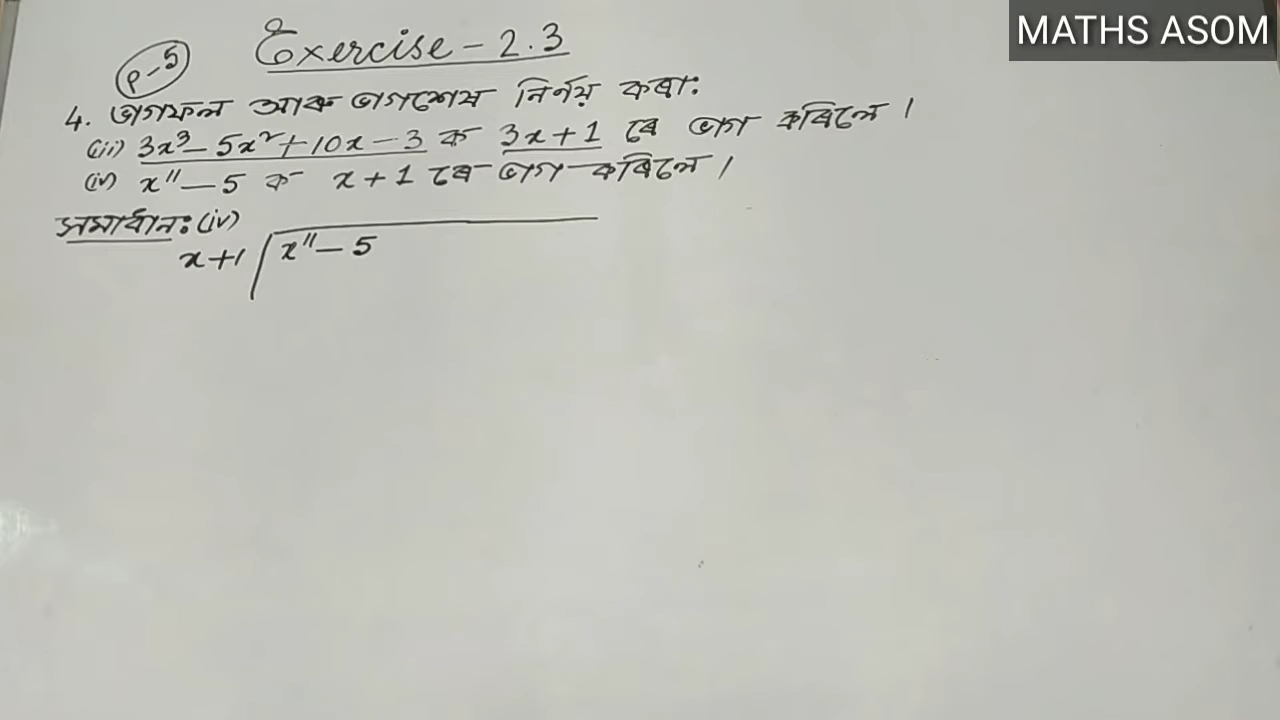 MATHS ASOM
P-5
Exercise - 2.3
4. ভাগফল আৰু ভাগশেষ নিৰ্ণয় কৰা:
(iii) 3x³ - 5x² + 10x - 3 ক 3x + 1 ৰে ভাগ কৰিলে।
(iv) x¹¹ - 5 ক x + 1 ৰে ভাগ কৰিলে।
সমাধান: (iv)
x+1 x¹¹ - 5